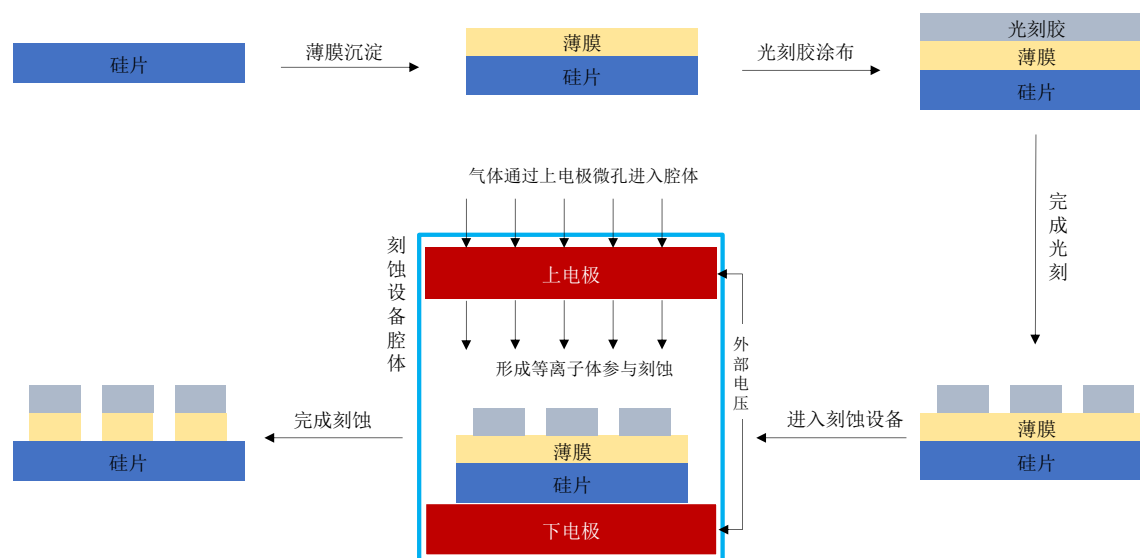 硅片
薄膜沉淀
薄膜
硅片
光刻胶涂布
光刻胶
薄膜
硅片
完成光刻
薄膜
硅片
进入刻蚀设备
气体通过上电极微孔进入腔体
刻蚀设备腔体
上电极
外部电压
形成等离子体参与刻蚀
薄膜
硅片
下电极
完成刻蚀
硅片